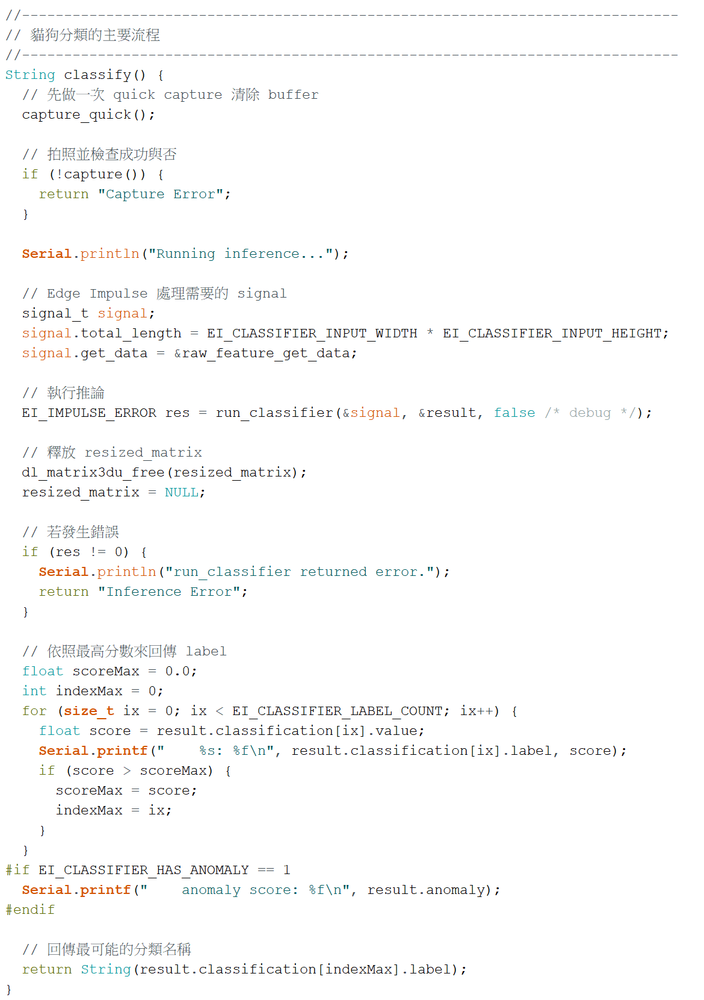 //------------------------------------------------------------------------------
// 貓狗分類的主要流程
//------------------------------------------------------------------------------
String classify() {
  // 先做一次 quick capture 清除 buffer
  capture_quick();

  // 拍照並檢查成功與否
  if (!capture()) {
    return "Capture Error";
  }

  Serial.println("Running inference...");

  // Edge Impulse 處理需要的 signal
  signal_t signal;
  signal.total_length = EI_CLASSIFIER_INPUT_WIDTH * EI_CLASSIFIER_INPUT_HEIGHT;
  signal.get_data = &raw_feature_get_data;

  // 執行推論
  EI_IMPULSE_ERROR res = run_classifier(&signal, &result, false /* debug */);

  // 釋放 resized_matrix
  dl_matrix3du_free(resized_matrix);
  resized_matrix = NULL;

  // 若發生錯誤
  if (res != 0) {
    Serial.println("run_classifier returned error.");
    return "Inference Error";
  }

  // 依照最高分數來回傳 label
  float scoreMax = 0.0;
  int indexMax = 0;
  for (size_t ix = 0; ix < EI_CLASSIFIER_LABEL_COUNT; ix++) {
    float score = result.classification[ix].value;
    Serial.printf("    %s: %f\n", result.classification[ix].label, score);
    if (score > scoreMax) {
      scoreMax = score;
      indexMax = ix;
    }
  }
#if EI_CLASSIFIER_HAS_ANOMALY == 1
  Serial.printf("    anomaly score: %f\n", result.anomaly);
#endif

  // 回傳最可能的分類名稱
  return String(result.classification[indexMax].label);
}